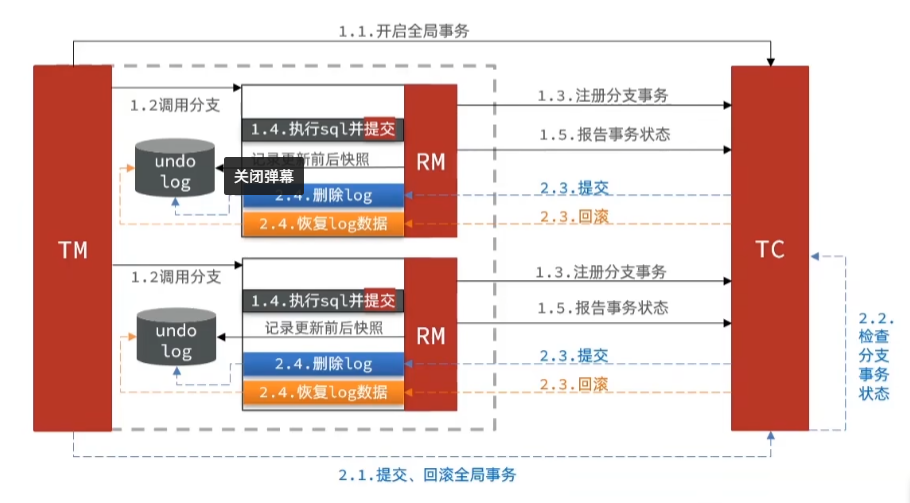 1.1.开启全局事务
TM
1.2调用分支
undo
log
1.4.执行sql并提交
记录更新前后快照
关闭弹幕
2.4.删除log
2.4.恢复log数据
RM
1.3.注册分支事务
1.5.报告事务状态
2.3.提交
2.3.回滚
TC
1.2调用分支
undo
log
1.4.执行sql并提交
记录更新前后快照
2.4.删除log
2.4.恢复log数据
RM
1.3.注册分支事务
1.5.报告事务状态
2.3.提交
2.3.回滚
2.2.
检查
分支
事务
状态
2.1.提交、回滚全局事务